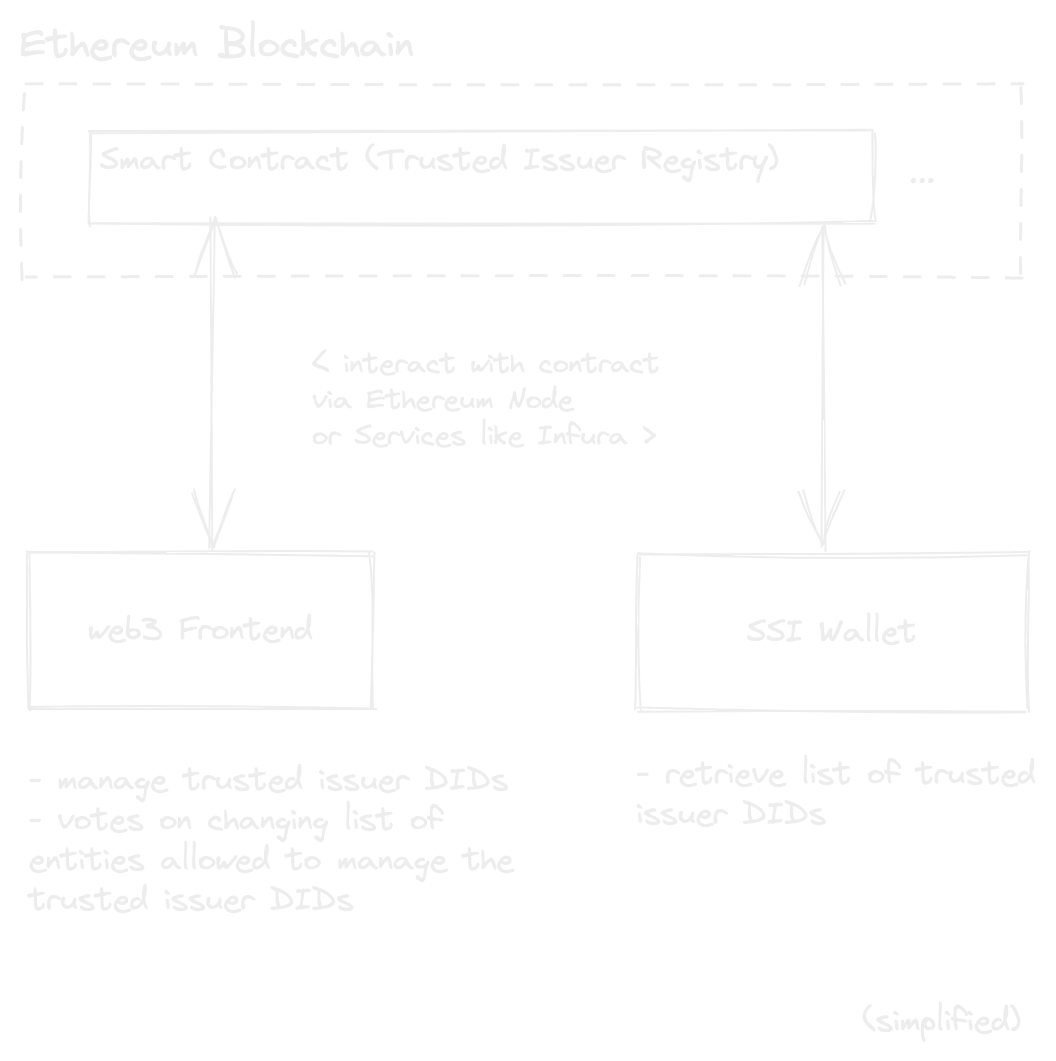 Ethereum Blockchain
Smart Contract (Trusted Issuer Registry)
...
< interact with contract
via Ethereum Node
or Services like Infura >
web3 Frontend
SSI Wallet
- manage trusted issuer DIDs
- votes on changing list of
entities allowed to manage the
trusted issuer DIDs
- retrieve list of trusted
issuer DIDs
(simplified)